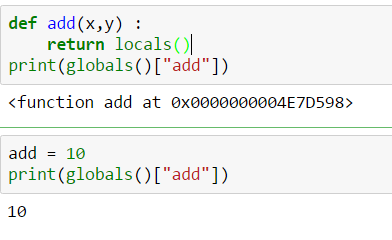 def add(x,y) :
    return locals()
print(globals()["add"])
<function add at 0x0000000004E7D598>
add = 10
print(globals()["add"])
10